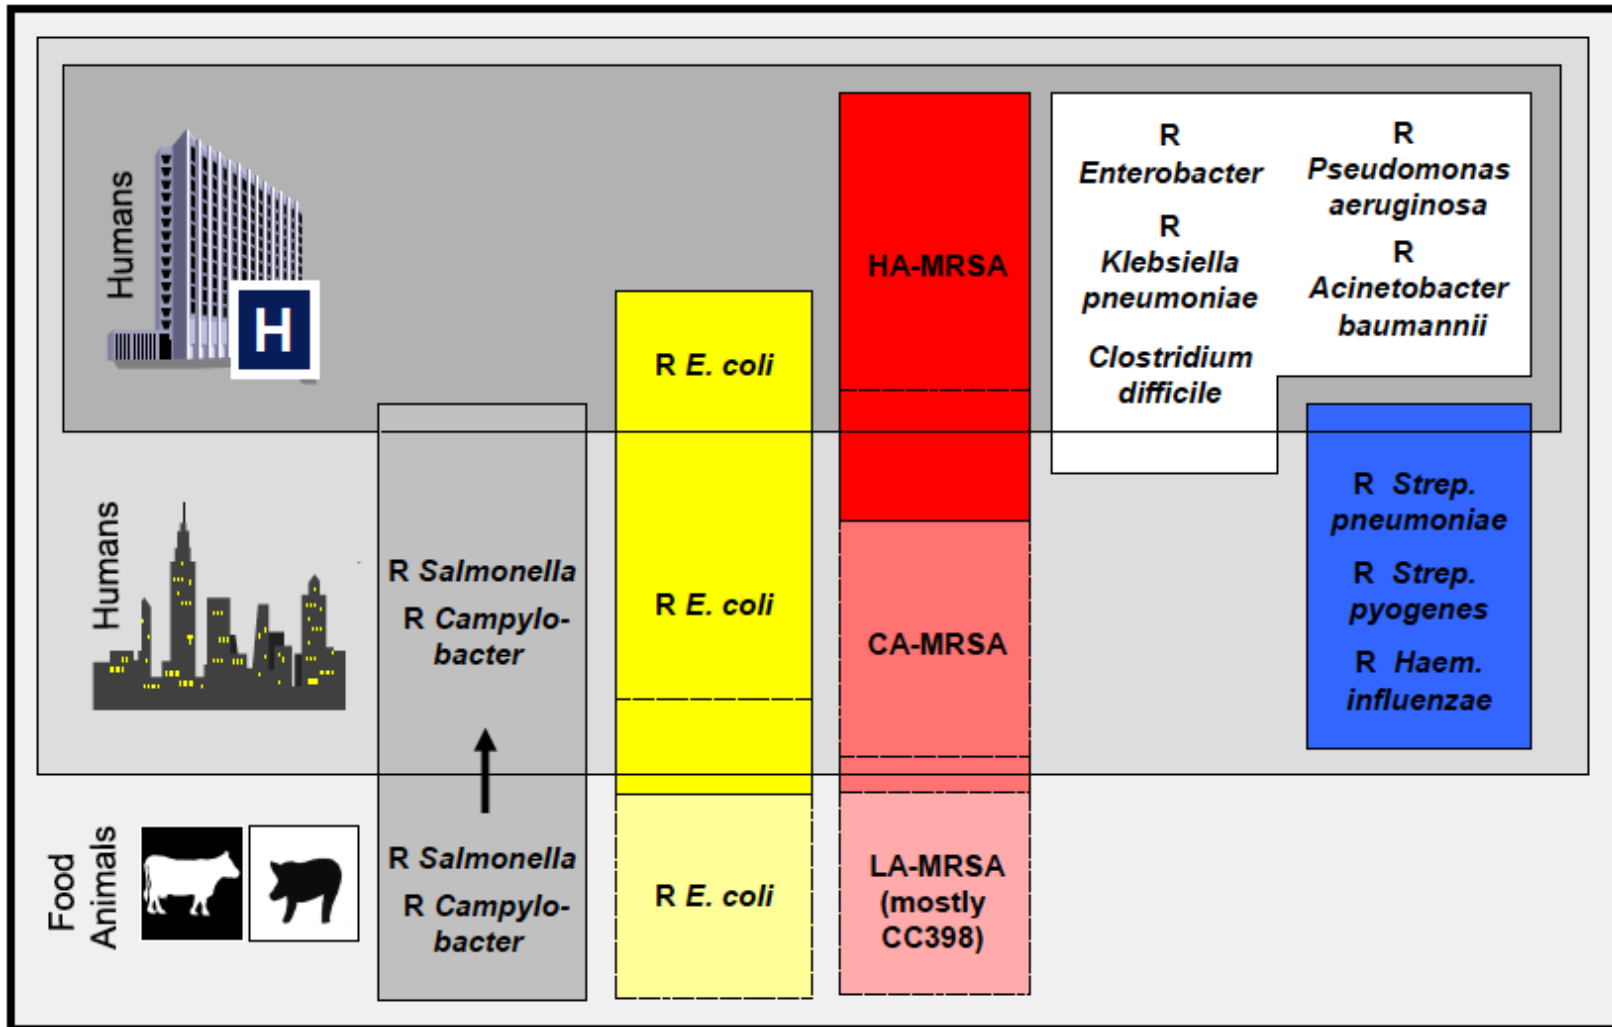 Humans
H
R
Enterobacter
R
Klebsiella
pneumoniae
Clostridium
difficile
R
Pseudomonas
aeruginosa
R
Acinetobacter
baumannii
HA-MRSA
R E. coli
Humans
R Salmonella
R Campylo-
bacter
R E. coli
CA-MRSA
R Strep.
pneumoniae
R Strep.
pyogenes
R Haem.
influenzae
Food
Animals
R Salmonella
R Campylo-
bacter
R E. coli
LA-MRSA
(mostly
CC398)